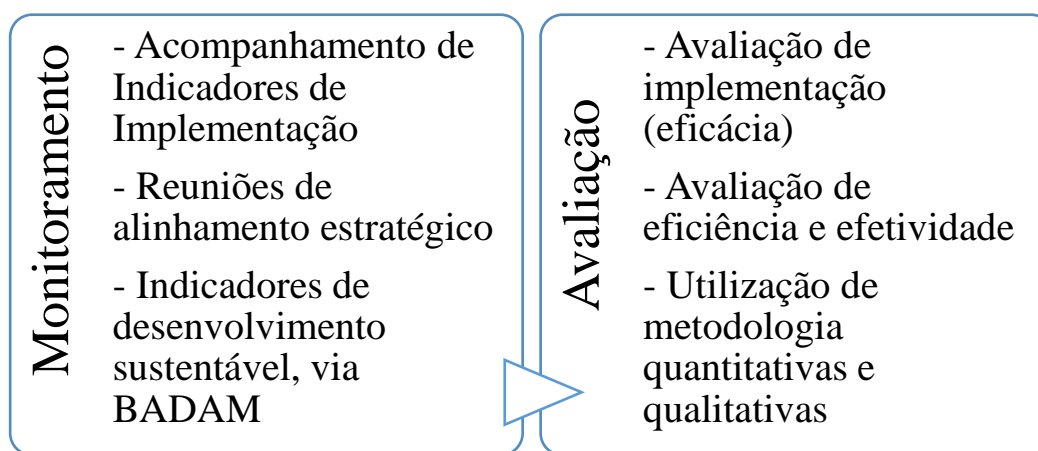 Monitoramento
- Acompanhamento de
Indicadores de
Implementação
- Reuniões de
alinhamento estratégico
- Indicadores de
desenvolvimento
sustentável, via
BADAM
Avaliação
- Avaliação de
implementação
(eficácia)
- Avaliação de
eficiência e efetividade
- Utilização de
metodologia
quantitativas e
qualitativas